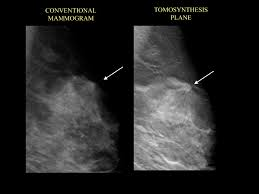 CONVENTIONAL
MAMMOGRAM
TOMOSYNTHESIS
PLANE